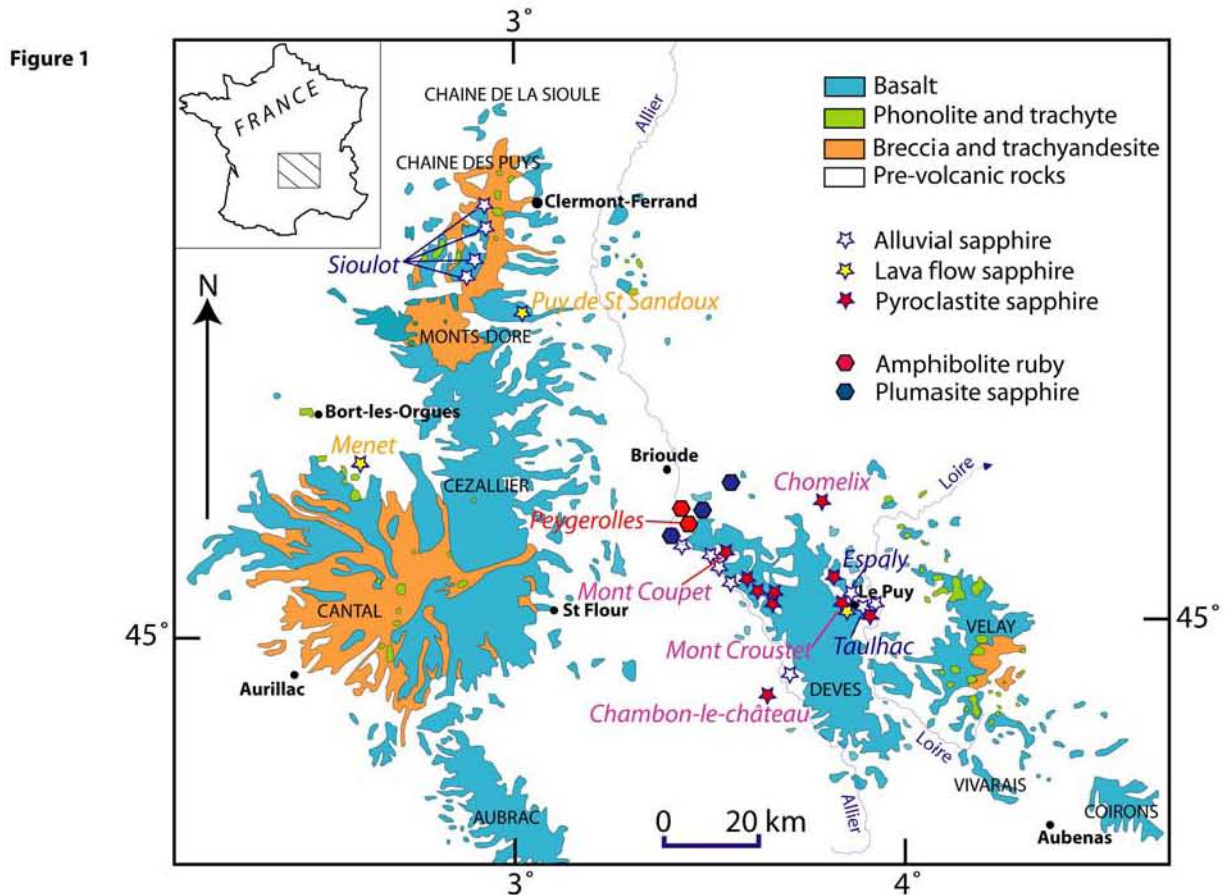 Figure 1
3°
FRANCE
CHAINE DE LA SIOULE
Allier
Basalt
Phonolite and trachyte
Breccia and trachyandesite
Pre-volcanic rocks
CHAINE DES PUYS
Clermont-Ferrand
Alluvial sapphire
Lava flow sapphire
Pyroclastite sapphire
Sioulot
N
Puy de St Sandoux
MONTS-DORE
Amphibolite ruby
Plumasite sapphire
Bort-les-Orgues
Menet
Brioude
CEZALLIER
Chomelix
Loire
Peygerolles
Espaly
Mont Coupet
Le Puy
CANTAL
St Flour
45°
45°
VELAY
Mont Croustet
Taulhac
Aurillac
DEVES
Chambon-le-château
Loire
VIVARAIS
0 20 km
Allier
COIRONS
AUBRAC
Aubenas
3°
4°